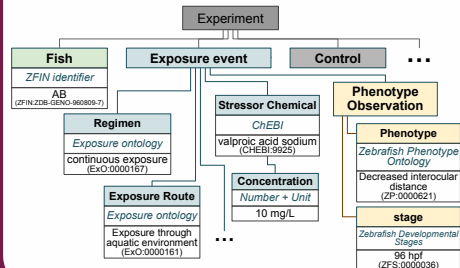 Experiment
Fish
ZFIN identifier
AB
(ZFIN:ZDB-GENO-960809-7)
Exposure event
Control
...
Regimen
Exposure ontology
continuous exposure
(ExO:0000167)
Exposure Route
Exposure ontology
Exposure through
aquatic environment
(ExO:0000161)
Stressor Chemical
ChEBI
valproic acid sodium
(CHEBI:9925)
Concentration
Number + Unit
10 mg/L
...
Phenotype
Observation
Phenotype
Zebrafish Phenotype
Ontology
Decreased interocular
distance
(ZP:0000621)
stage
Zebrafish Developmental
Stages
96 hpf
(ZFS:0000036)